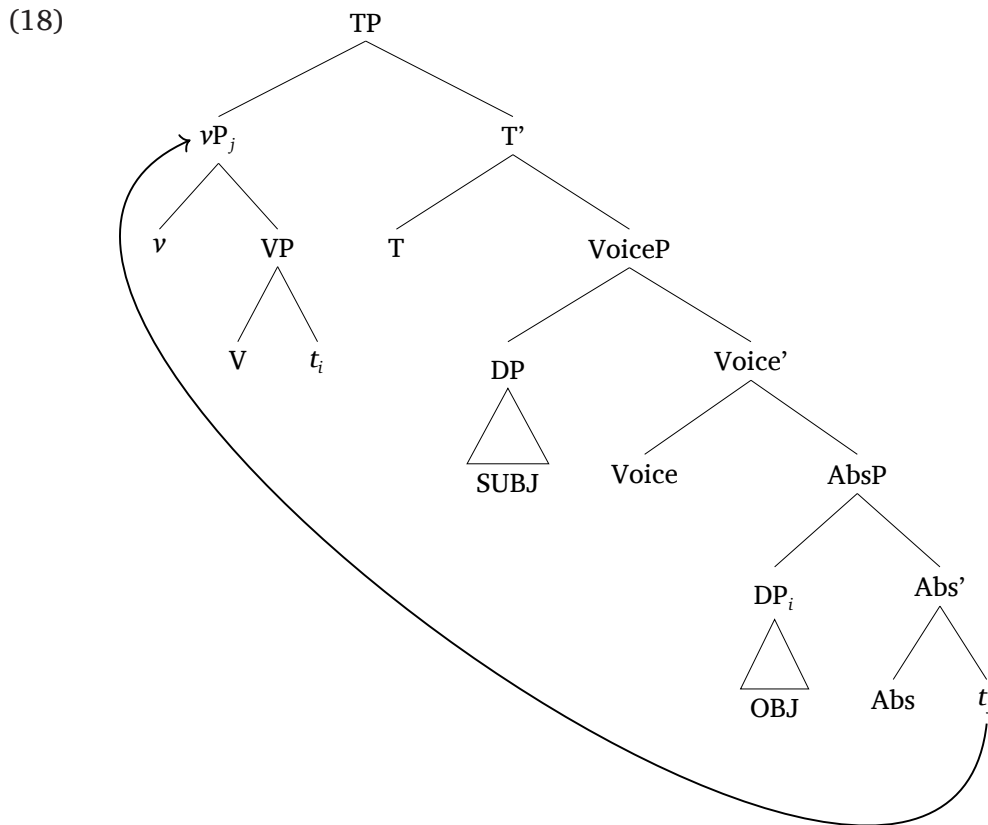 (18) TP
vPj T’
v VP T VoiceP
V ti DP Voice’
SUBJ Voice AbsP
DPi Abs’
OBJ Abs t